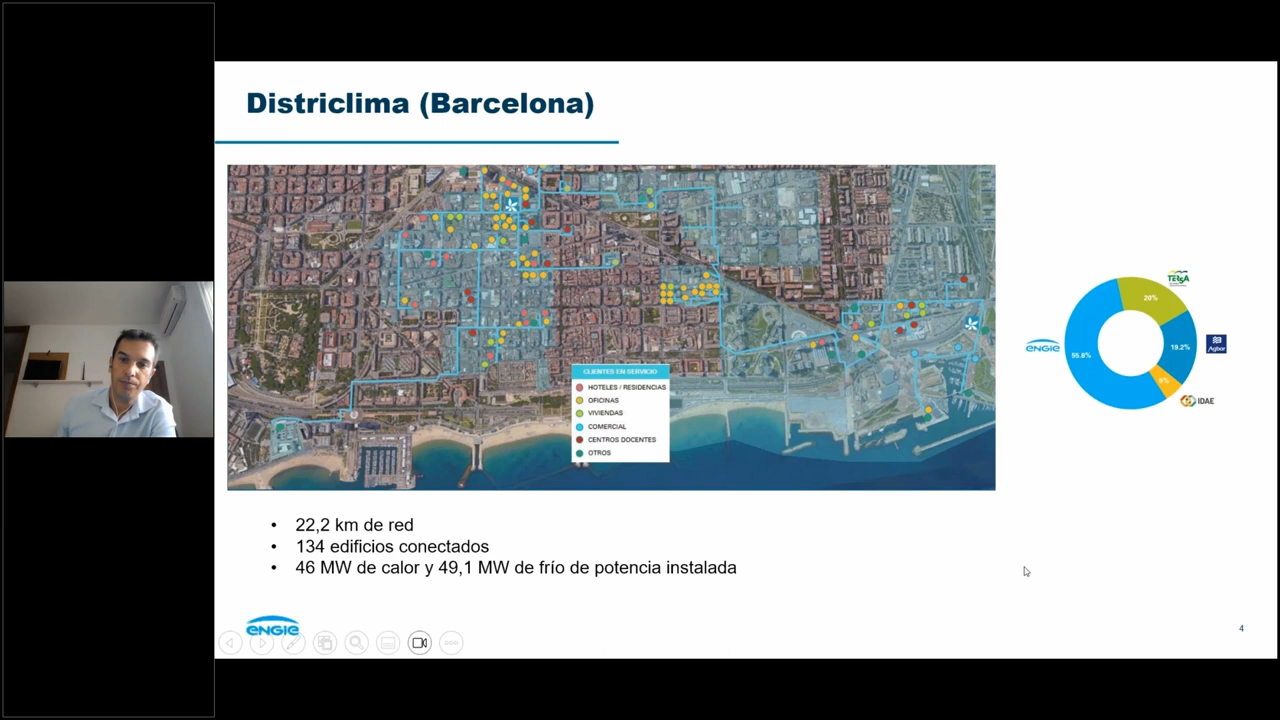 Districlima (Barcelona)
CLIENTES EN SERVICIO
HOTELES / RESIDENCIAS
OFICINAS
VIVIENDAS
COMERCIAL
CENTROS DOCENTES
OTROS
TERSA
20%
ENGIE
55.8%
19.2%
Agbar
5%
IDAE
• 22,2 km de red
• 134 edificios conectados
• 46 MW de calor y 49,1 MW de frío de potencia instalada
ENGIE
4